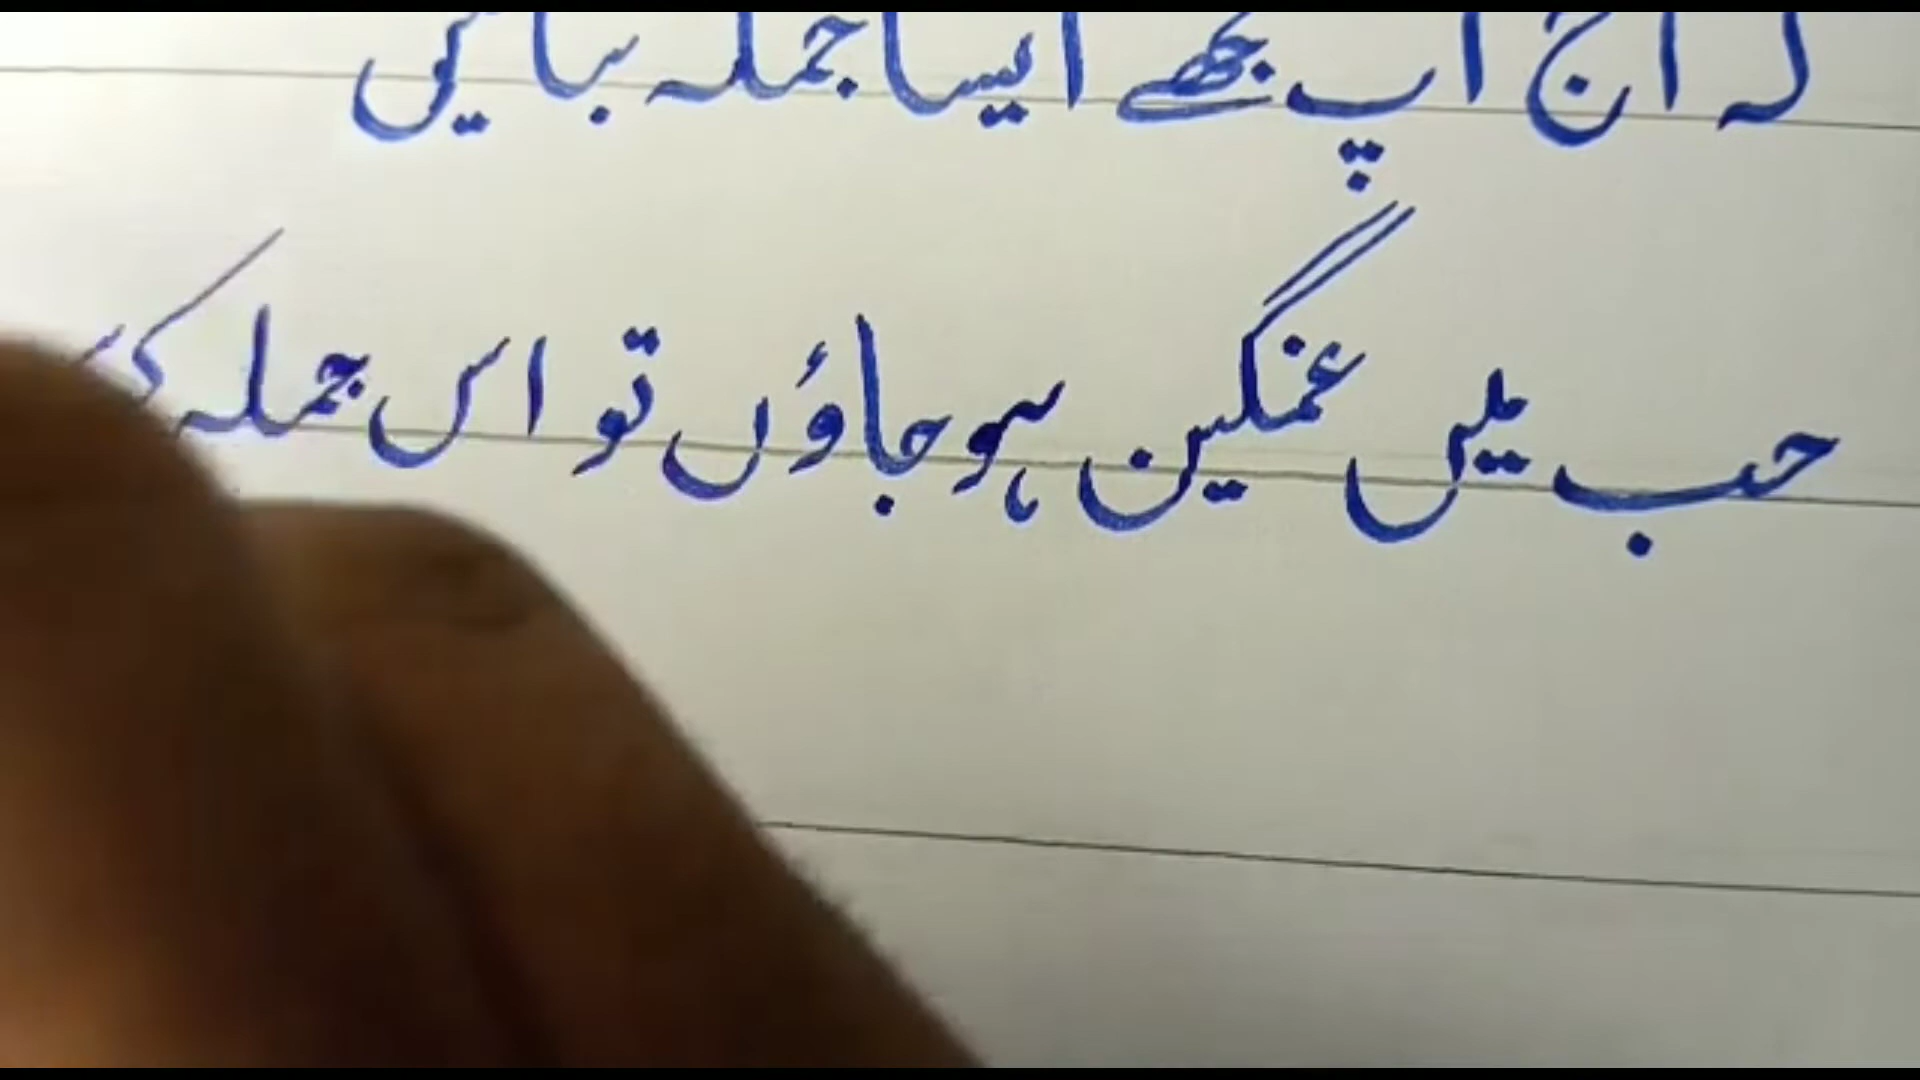 کہ آج آپ مجھے ایسا جملہ بتائیں
جب میں غمگین ہو جاؤں تو اس جملہ